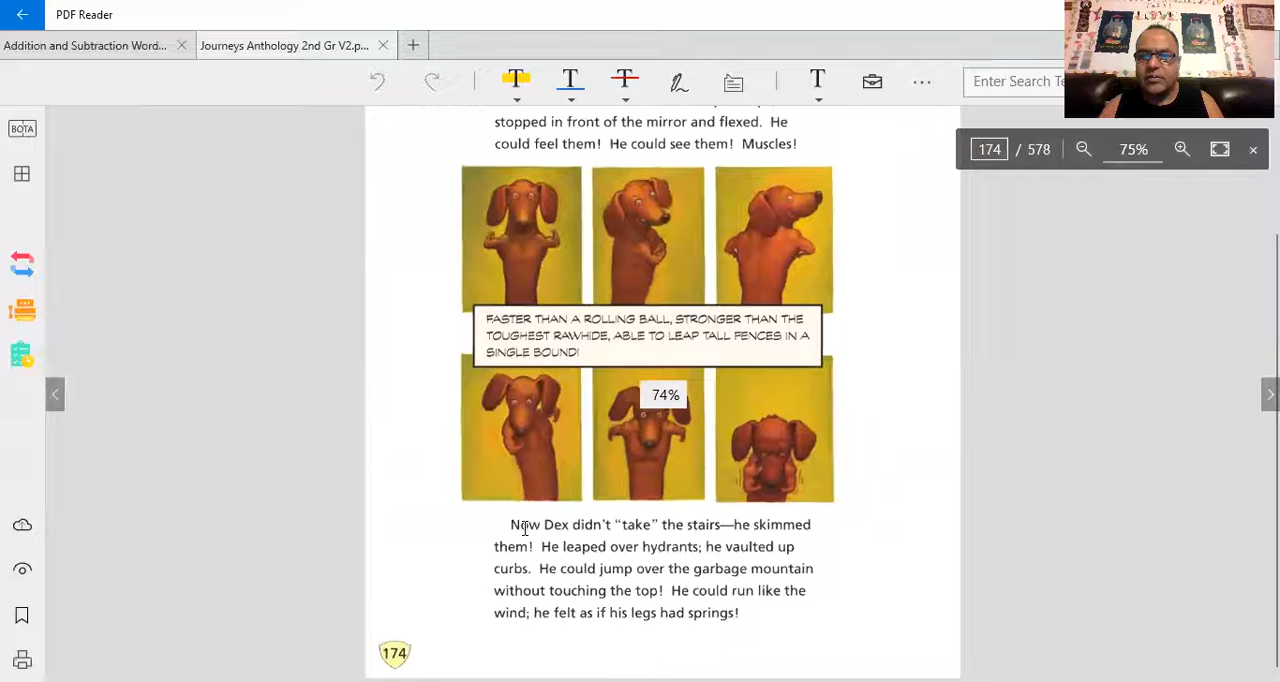 PDF Reader
Addition and Subtraction Word...
Journeys Anthology 2nd Gr V2.p...
T T T T
Enter Search Te
BOTA
174 / 578
75%
stopped in front of the mirror and flexed. He
could feel them! He could see them! Muscles!
FASTER THAN A ROLLING BALL, STRONGER THAN THE
TOUGHEST RAWHIDE, ABLE TO LEAP TALL FENCES IN A
SINGLE BOUND!
74%
Now Dex didn't “take” the stairs—he skimmed
them! He leaped over hydrants; he vaulted up
curbs. He could jump over the garbage mountain
without touching the top! He could run like the
wind; he felt as if his legs had springs!
174